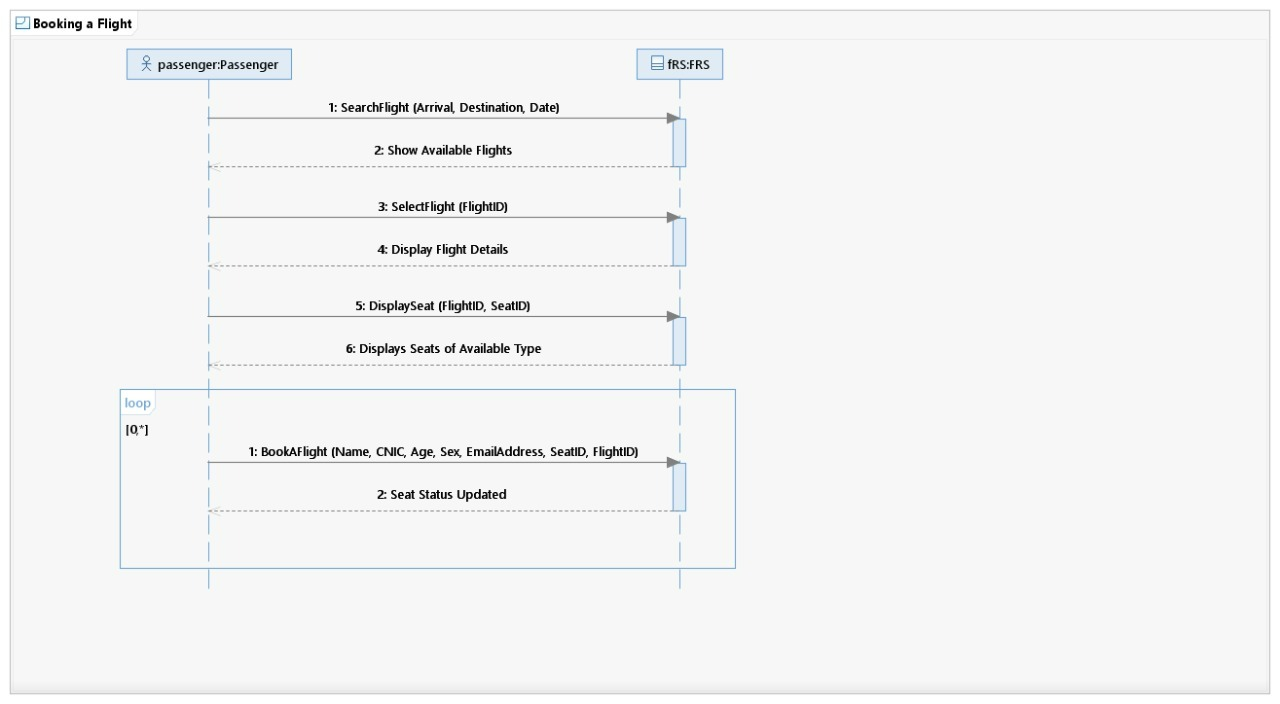 Booking a Flight
passenger:Passenger
fRS:FRS
1: SearchFlight (Arrival, Destination, Date)
2: Show Available Flights
3: SelectFlight (FlightID)
4: Display Flight Details
5: DisplaySeat (FlightID, SeatID)
6: Displays Seats of Available Type
loop
[0,*]
1: BookAFlight (Name, CNIC, Age, Sex, EmailAddress, SeatID, FlightID)
2: Seat Status Updated